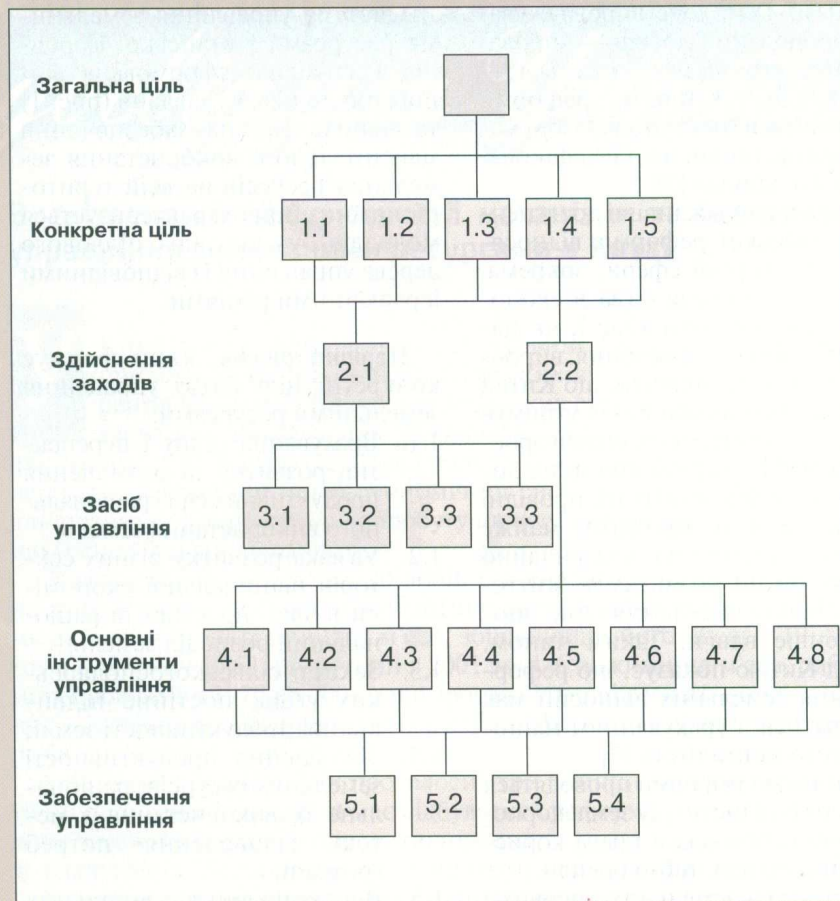 Загальна ціль
Конкретна ціль
1.1 1.2 1.3 1.4 1.5
Здійснення
заходів
2.1 2.2
Засіб
управління
3.1 3.2 3.3 3.3
Основні
інструменти
управління
4.1 4.2 4.3 4.4 4.5 4.6 4.7 4.8
Забезпечення
управління
5.1 5.2 5.3 5.4